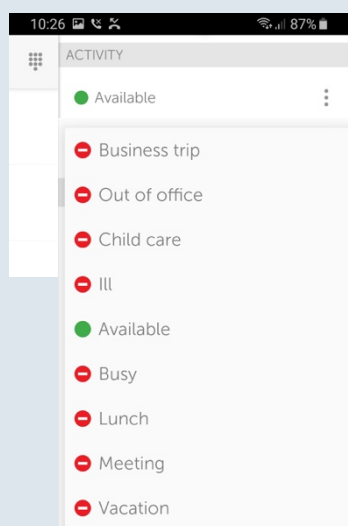 10:26 87%
ACTIVITY
Available
Business trip
Out of office
Child care
Ill
Available
Busy
Lunch
Meeting
Vacation